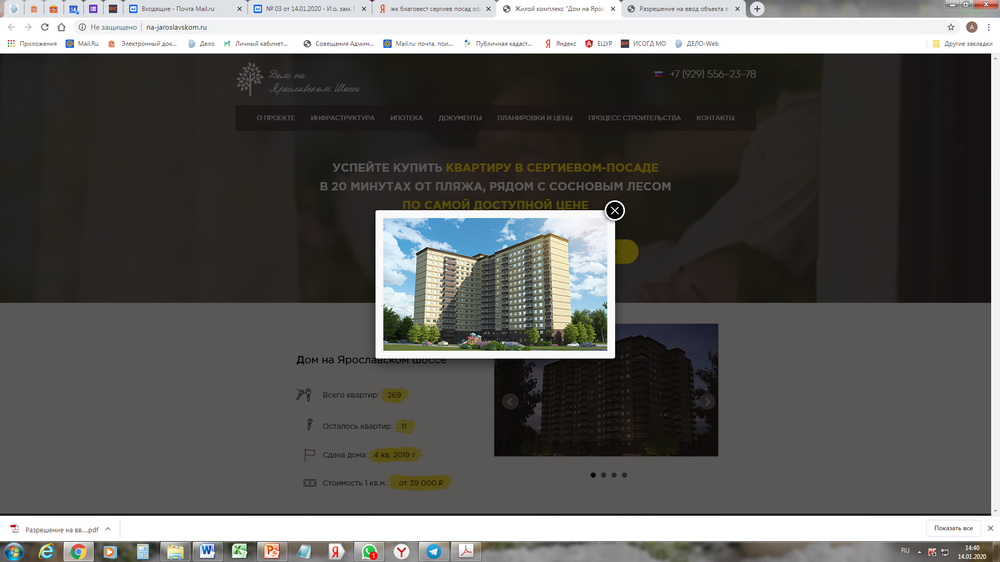 Входящие - Почта Mail.ru
№ 03 от 14.01.2020 - И.о. зам. Г
жк благовест сергиев посад оф
Жилой комплекс "Дом на Яросл
Разрешение на ввод объекта в
14
ВИС
Не защищено
na-jaroslavskom.ru
А
Приложения
Mail.Ru
Электронный док...
Дело
Личный кабинет...
Совещания Админ...
Mail.ru: почта, пои...
Публичная кадаст...
Яндекс
ЕЦУР
ИСОГД МО
ДЕЛО-Web
Другие закладки
Дом на
Ярославском Шоссе
+7 (929) 556-23-78
О ПРОЕКТЕ
ИНФРАСТРУКТУРА
ИПОТЕКА
ДОКУМЕНТЫ
ПЛАНИРОВКИ И ЦЕНЫ
ПРОЦЕСС СТРОИТЕЛЬСТВА
КОНТАКТЫ
УСПЕЙТЕ КУПИТЬ КВАРТИРУ В СЕРГИЕВОМ-ПОСАДЕ
В 20 МИНУТАХ ОТ ПЛЯЖА, РЯДОМ С СОСНОВЫМ ЛЕСОМ
ПО САМОЙ ДОСТУПНОЙ ЦЕНЕ
Дом на Ярославском шоссе
Всего квартир: 269
Осталось квартир: 11
Сдача дома: 4 кв. 2019 г.
Стоимость 1 кв.м.: от 39 000 ₽
Разрешение на вв....pdf
Показать все
RU
14:40
14.01.2020